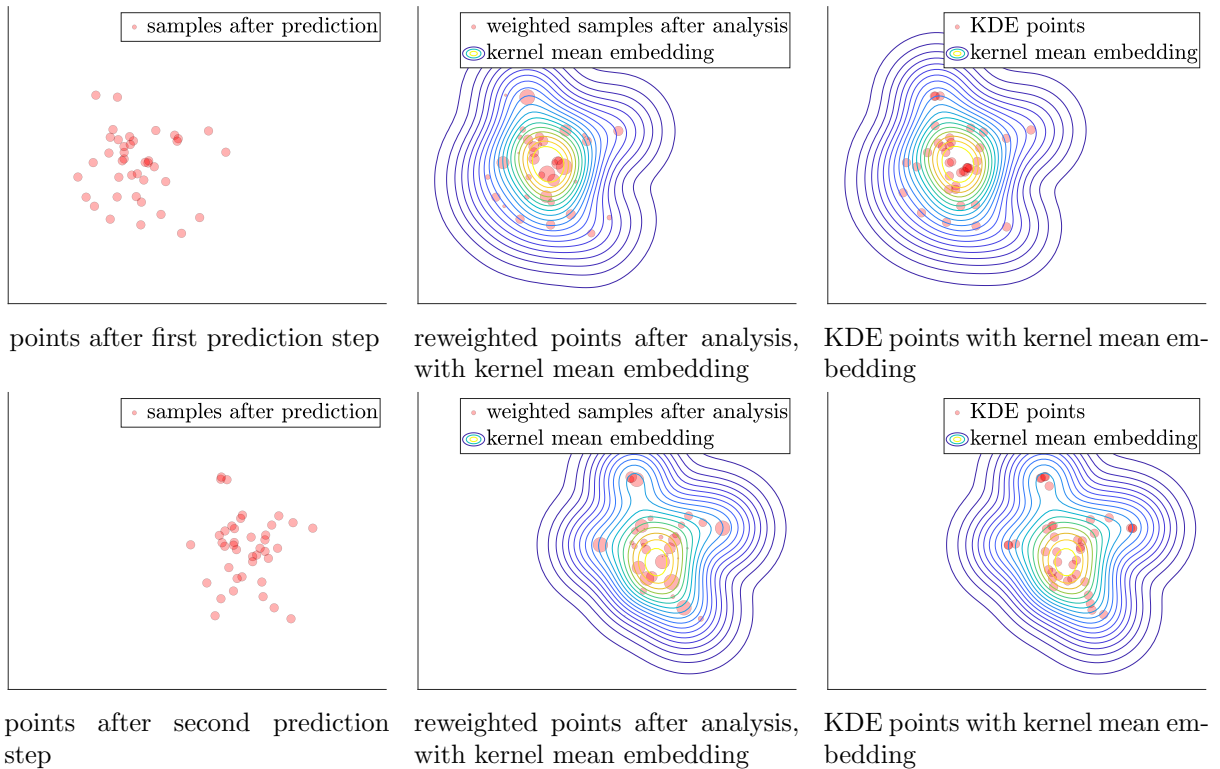 samples after prediction
weighted samples after analysis
kernel mean embedding
KDE points
kernel mean embedding
points after first prediction step
reweighted points after analysis,
with kernel mean embedding
KDE points with kernel mean em-
bedding
samples after prediction
weighted samples after analysis
kernel mean embedding
KDE points
kernel mean embedding
points after second prediction
step
reweighted points after analysis,
with kernel mean embedding
KDE points with kernel mean em-
bedding